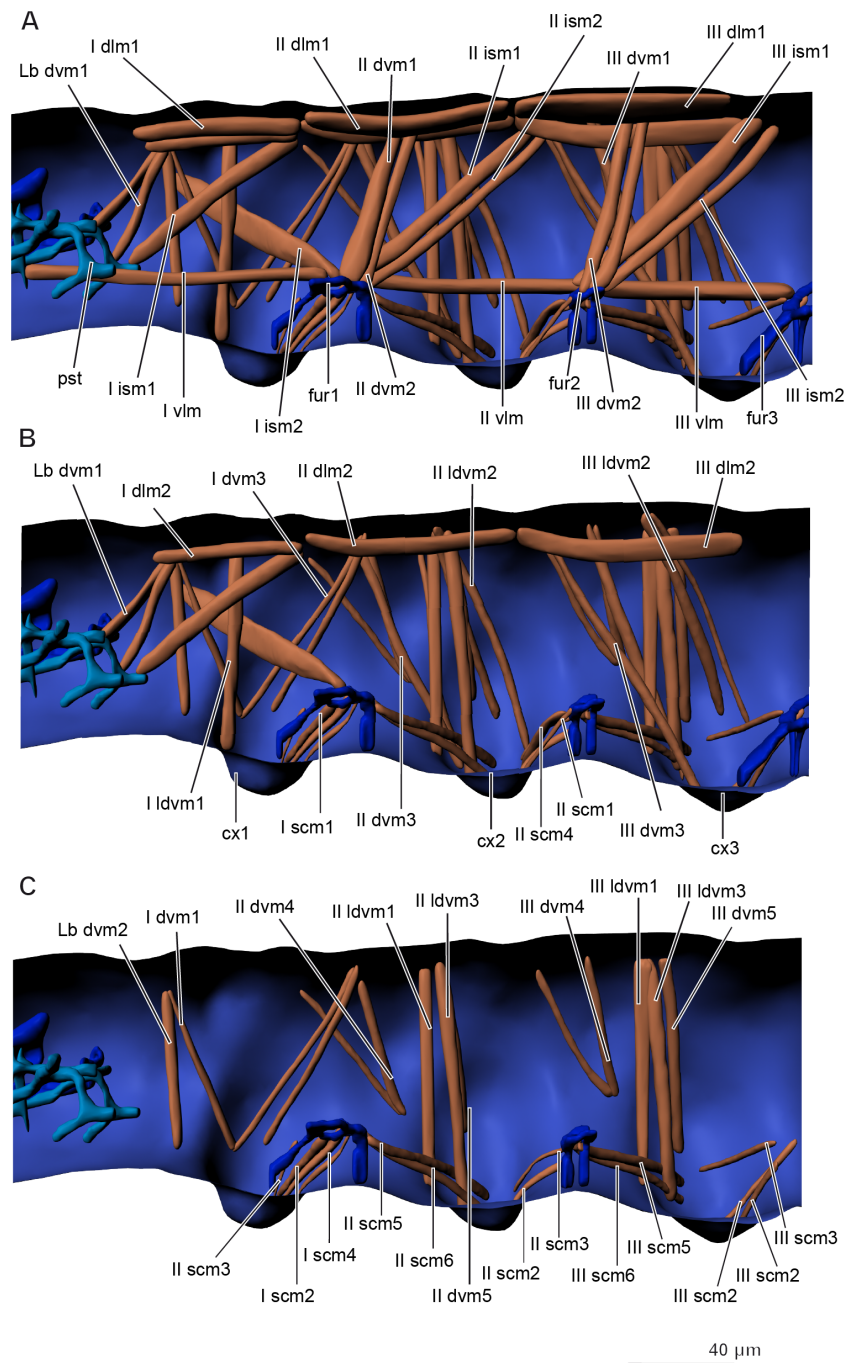 A
I dlm1
Lb dvm1
II dlm1
II dvm1
II ism1
II ism2
III dvm1
III dlm1
III ism1
pst
I ism1
I vlm
I ism2
fur1
II dvm2
II vlm
fur2
III dvm2
III vlm
fur3
III ism2
B
Lb dvm1
I dlm2
I dvm3
II dlm2
II ldvm2
III ldvm2
III dlm2
I ldvm1
cx1
I scm1
II dvm3
cx2
II scm4
II scm1
III dvm3
cx3
C
Lb dvm2
I dvm1
II dvm4
II ldvm1
II ldvm3
III dvm4
III ldvm1
III ldvm3
III dvm5
II scm3
I scm2
I scm4
II scm5
II scm6
II dvm5
II scm2
II scm3
III scm6
III scm5
III scm2
III scm2
III scm3
40 µm